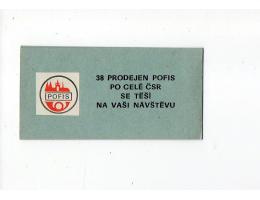 POFIS
38 PRODEJEN POFIS
PO CELÉ ČSR
SE TĚŠÍ
NA VAŠI NÁVŠTĚVU